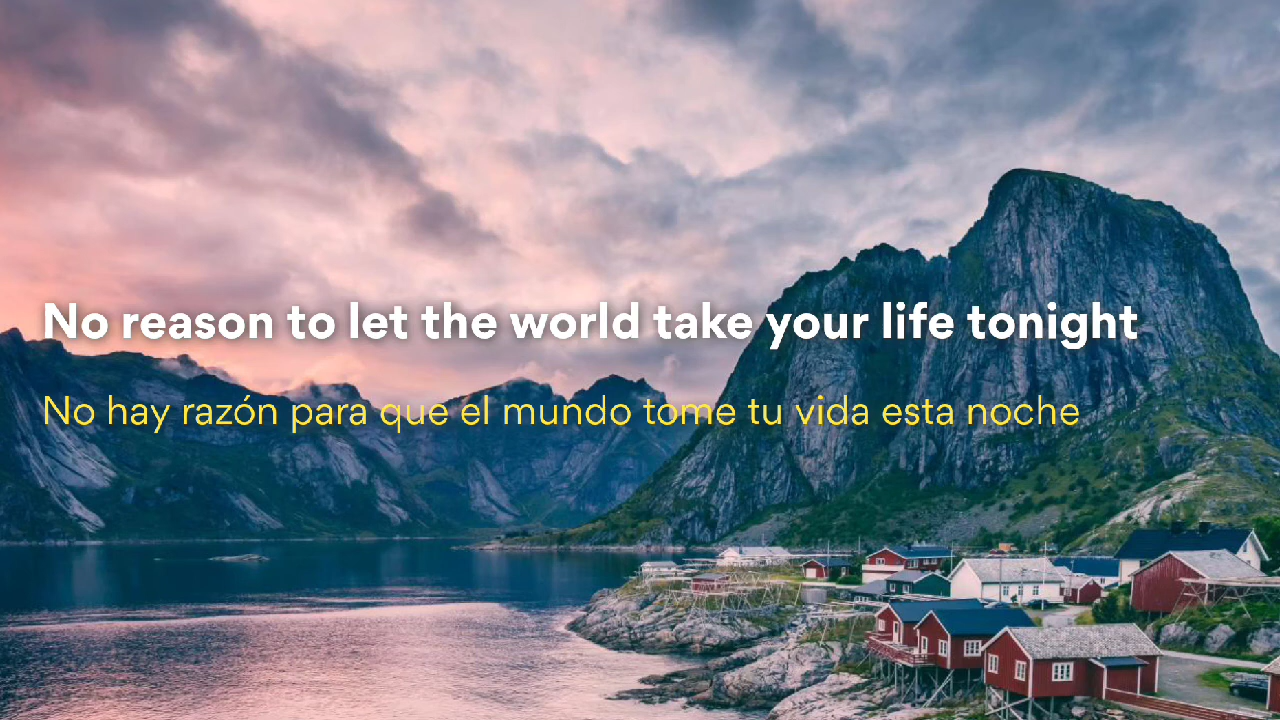 No reason to let the world take your life tonight
No hay razón para que el mundo tome tu vida esta noche